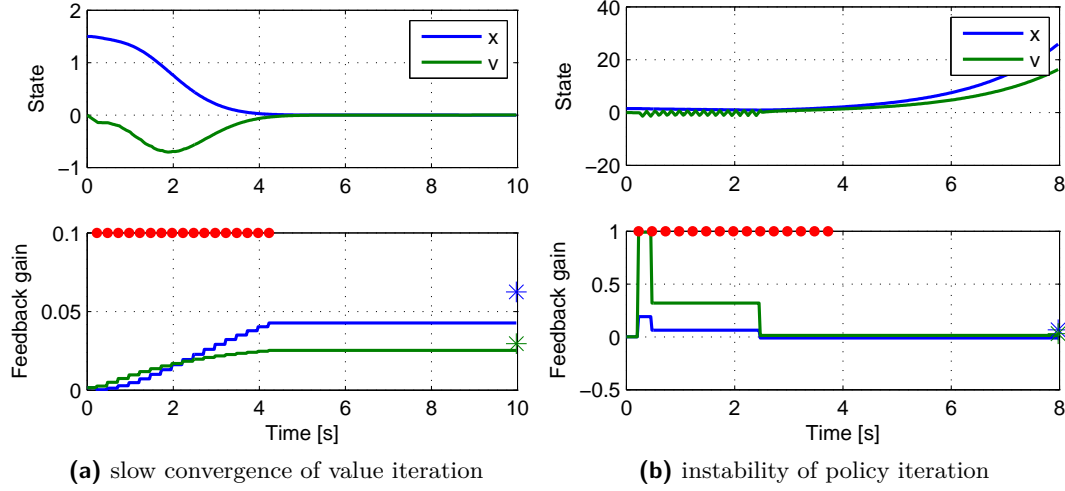 2
1
0
−1
State
x
v
0 2 4 6 8 10
0.1
0.05
0
Feedback gain
0 2 4 6 8 10
Time [s]
(a) slow convergence of value iteration
40
20
0
−20
State
x
v
0 2 4 6 8
1
0.5
0
−0.5
Feedback gain
0 2 4 6 8
Time [s]
(b) instability of policy iteration